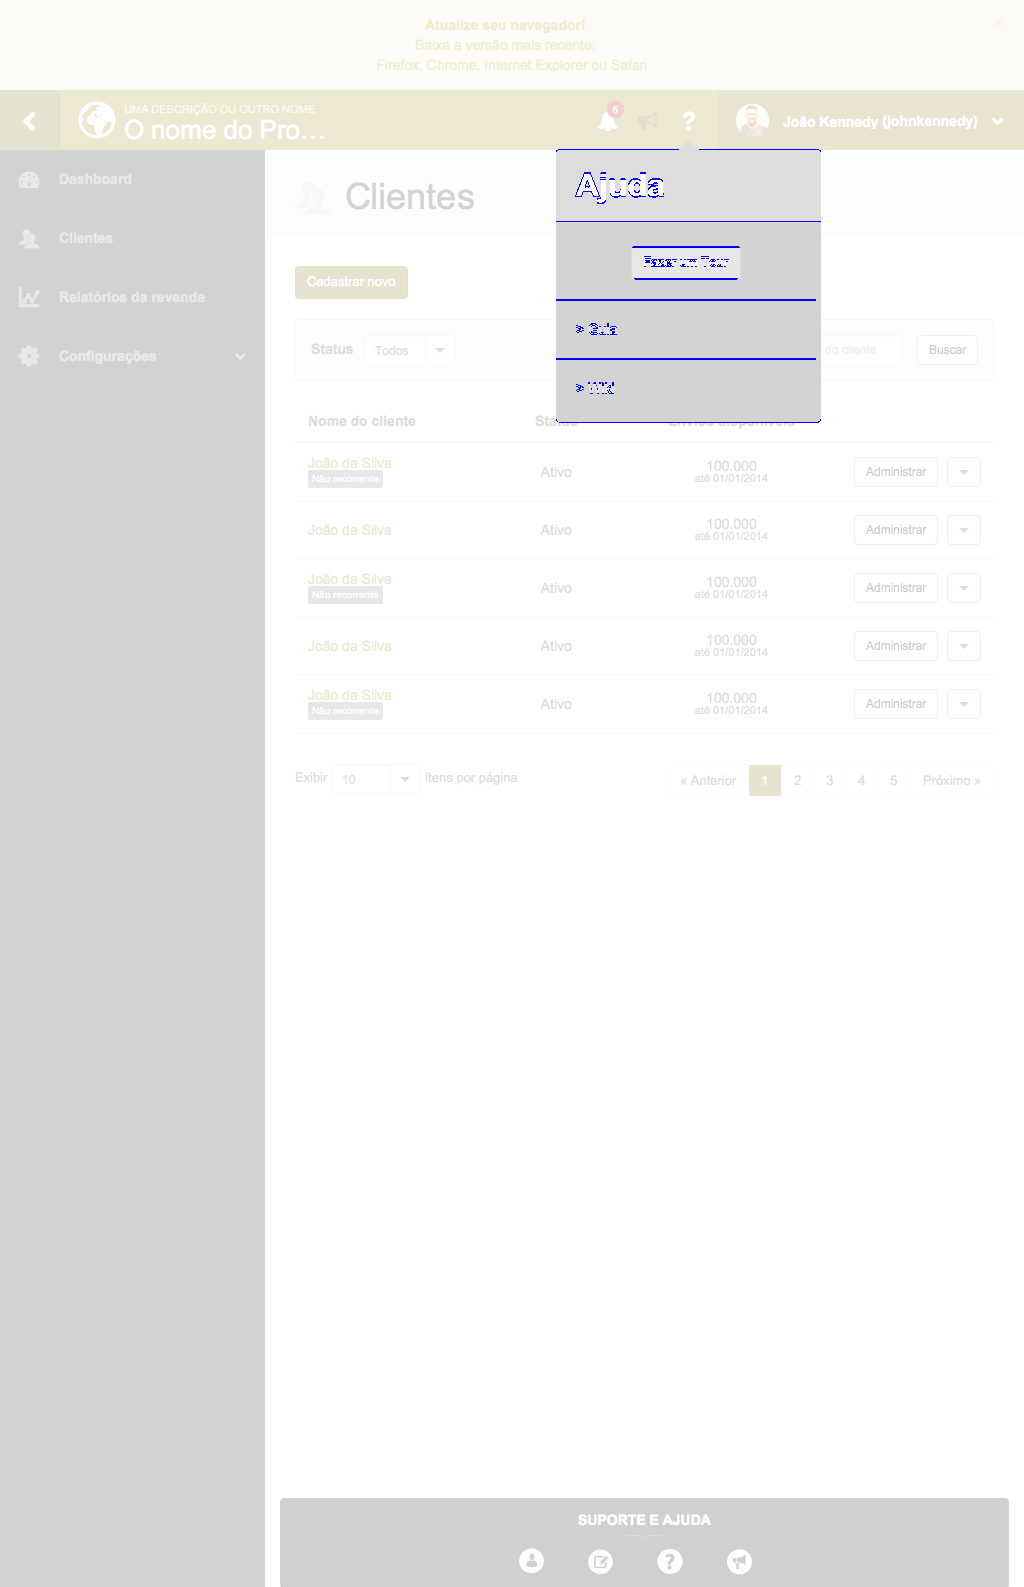 Atualize seu navegador!
Baixe a versão mais recente:
Firefox, Chrome, Internet Explorer ou Safari
UMA DESCRIÇÃO OU OUTRO NOME
O nome do Pro...
5
?
João Kennedy (johnkennedy)
Dashboard
Clientes
Relatórios da revenda
Configurações
Clientes
Ajuda
Fazer um Tour
> Guia
> Wiki
Cadastrar novo
Status
Todos
do cliente
Buscar
Nome do cliente
Status
Envios disponíveis
João da Silva
Não recorrente
Ativo
100.000
até 01/01/2014
Administrar
João da Silva
Ativo
100.000
até 01/01/2014
Administrar
João da Silva
Não recorrente
Ativo
100.000
até 01/01/2014
Administrar
João da Silva
Ativo
100.000
até 01/01/2014
Administrar
João da Silva
Não recorrente
Ativo
100.000
até 01/01/2014
Administrar
Exibir 10 ítens por página
« Anterior 1 2 3 4 5 Próximo »
SUPORTE E AJUDA
?